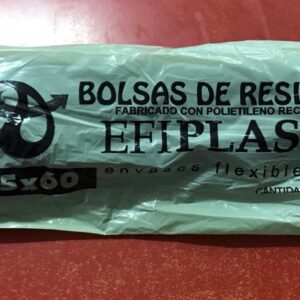 BOLSAS DE RESI
FABRICADO CON POLIETILENO REC
EFIPLAS
envases flexible
5x60
CANTIDA